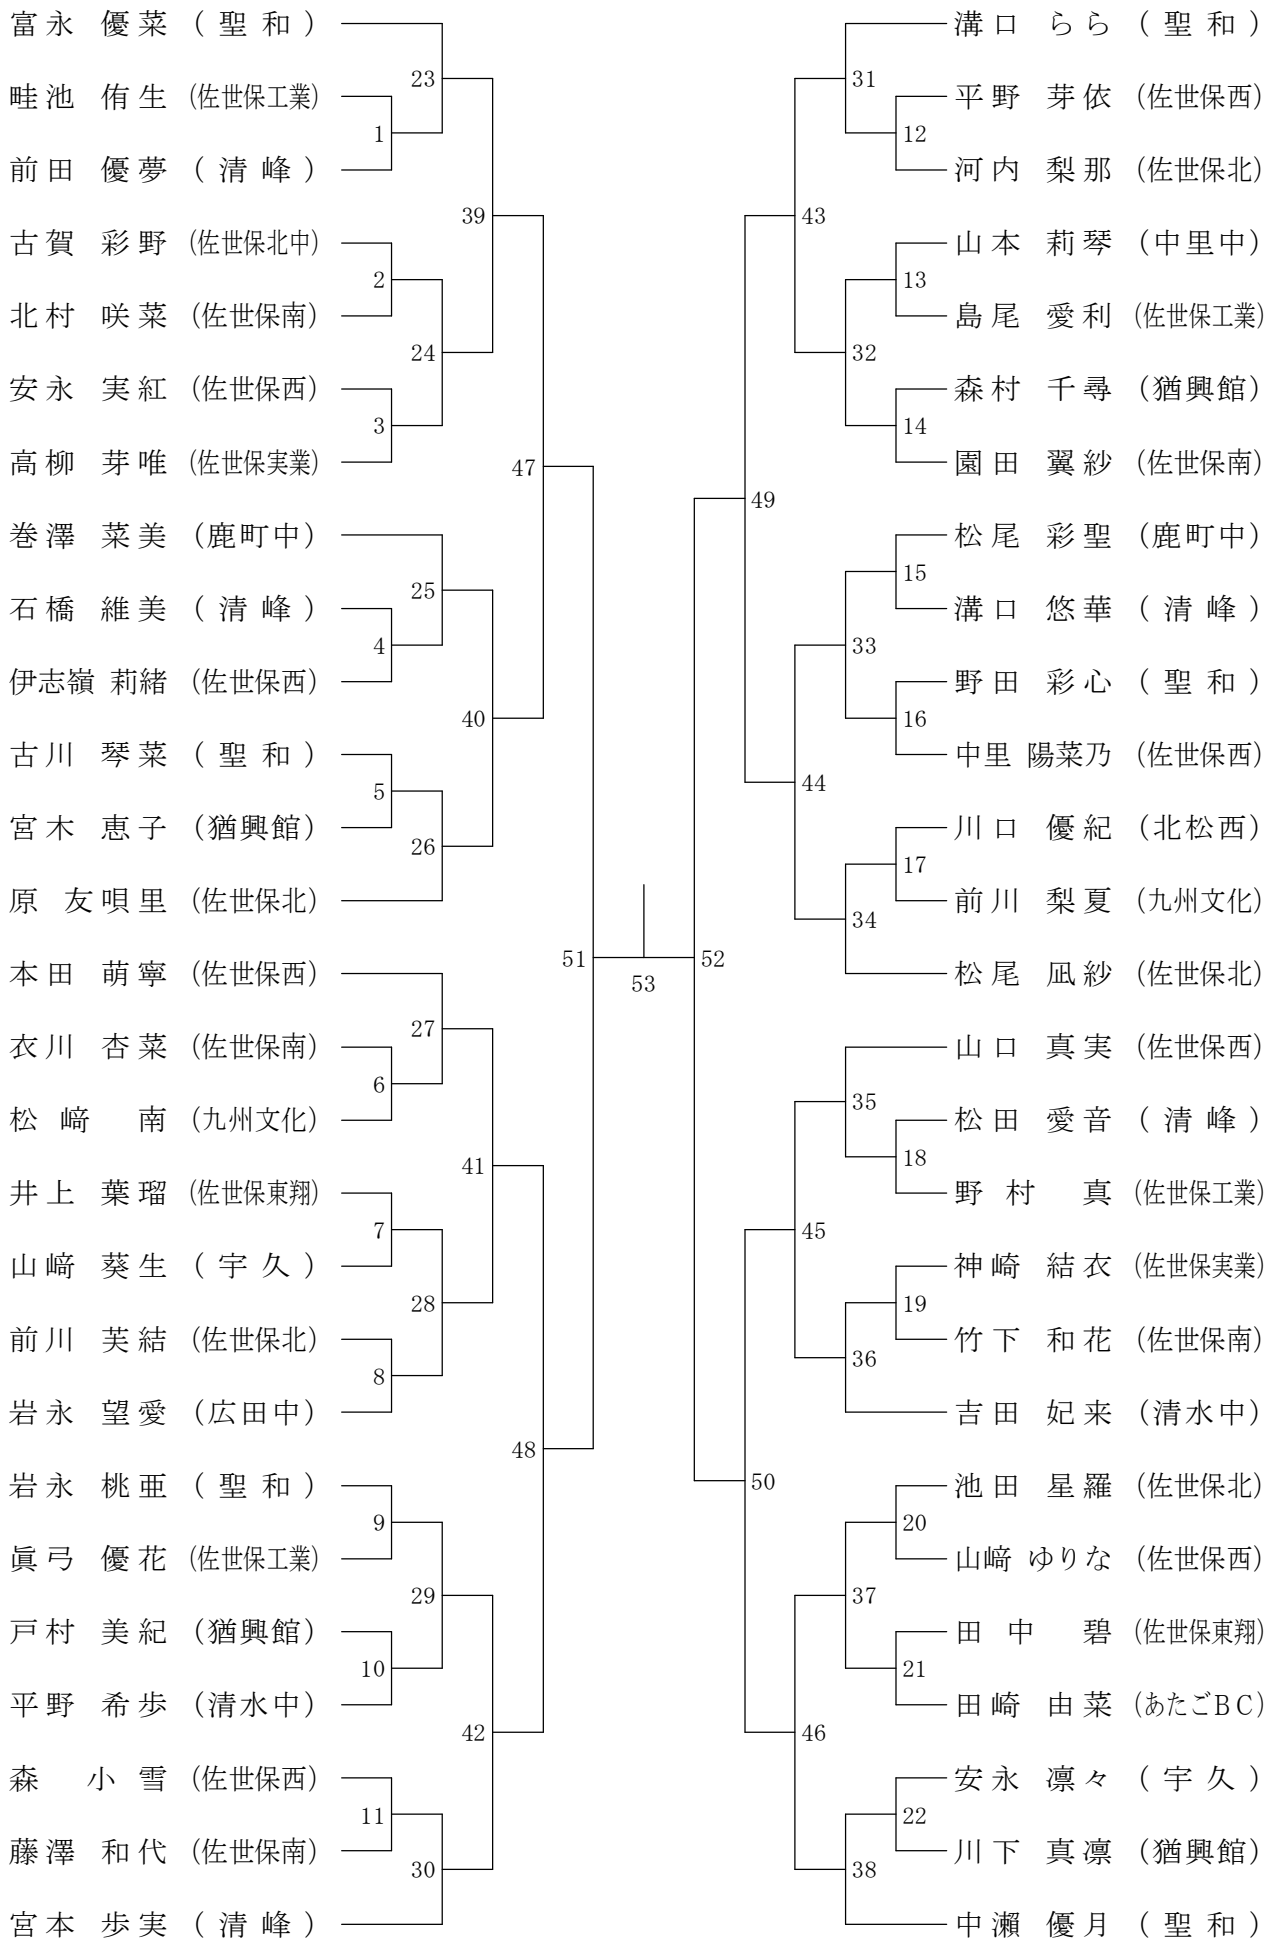 富永 優菜 (聖和)
畦池 侑生 (佐世保工業)
前田 優夢 (清峰)
古賀 彩野 (佐世保北中)
北村 咲菜 (佐世保南)
安永 実紅 (佐世保西)
高柳 芽唯 (佐世保実業)
巻澤 菜美 (鹿町中)
石橋 維美 (清峰)
伊志嶺 莉緒 (佐世保西)
古川 琴菜 (聖和)
宮木 恵子 (猶興館)
原 友唄里 (佐世保北)
本田 萌寧 (佐世保西)
衣川 杏菜 (佐世保南)
松﨑 南 (九州文化)
井上 葉瑠 (佐世保東翔)
山﨑 葵生 (宇久)
前川 芙結 (佐世保北)
岩永 望愛 (広田中)
岩永 桃亜 (聖和)
眞弓 優花 (佐世保工業)
戸村 美紀 (猶興館)
平野 希歩 (清水中)
森 小雪 (佐世保西)
藤澤 和代 (佐世保南)
宮本 歩実 (清峰)
1
2
3
4
5
6
7
8
9
10
11
23
24
25
26
27
28
29
30
39
40
41
42
47
48
51
53
52
49
50
43
44
45
46
31
32
33
34
35
36
37
38
12
13
14
15
16
17
18
19
20
21
22
溝口 らら (聖和)
平野 芽依 (佐世保西)
河内 梨那 (佐世保北)
山本 莉琴 (中里中)
島尾 愛利 (佐世保工業)
森村 千尋 (猶興館)
園田 翼紗 (佐世保南)
松尾 彩聖 (鹿町中)
溝口 悠華 (清峰)
野田 彩心 (聖和)
中里 陽菜乃 (佐世保西)
川口 優紀 (北松西)
前川 梨夏 (九州文化)
松尾 凪紗 (佐世保北)
山口 真実 (佐世保西)
松田 愛音 (清峰)
野村 真 (佐世保工業)
神崎 結衣 (佐世保実業)
竹下 和花 (佐世保南)
吉田 妃来 (清水中)
池田 星羅 (佐世保北)
山﨑 ゆりな (佐世保西)
田中 碧 (佐世保東翔)
田崎 由菜 (あたごBC)
安永 凛々 (宇久)
川下 真凛 (猶興館)
中瀨 優月 (聖和)